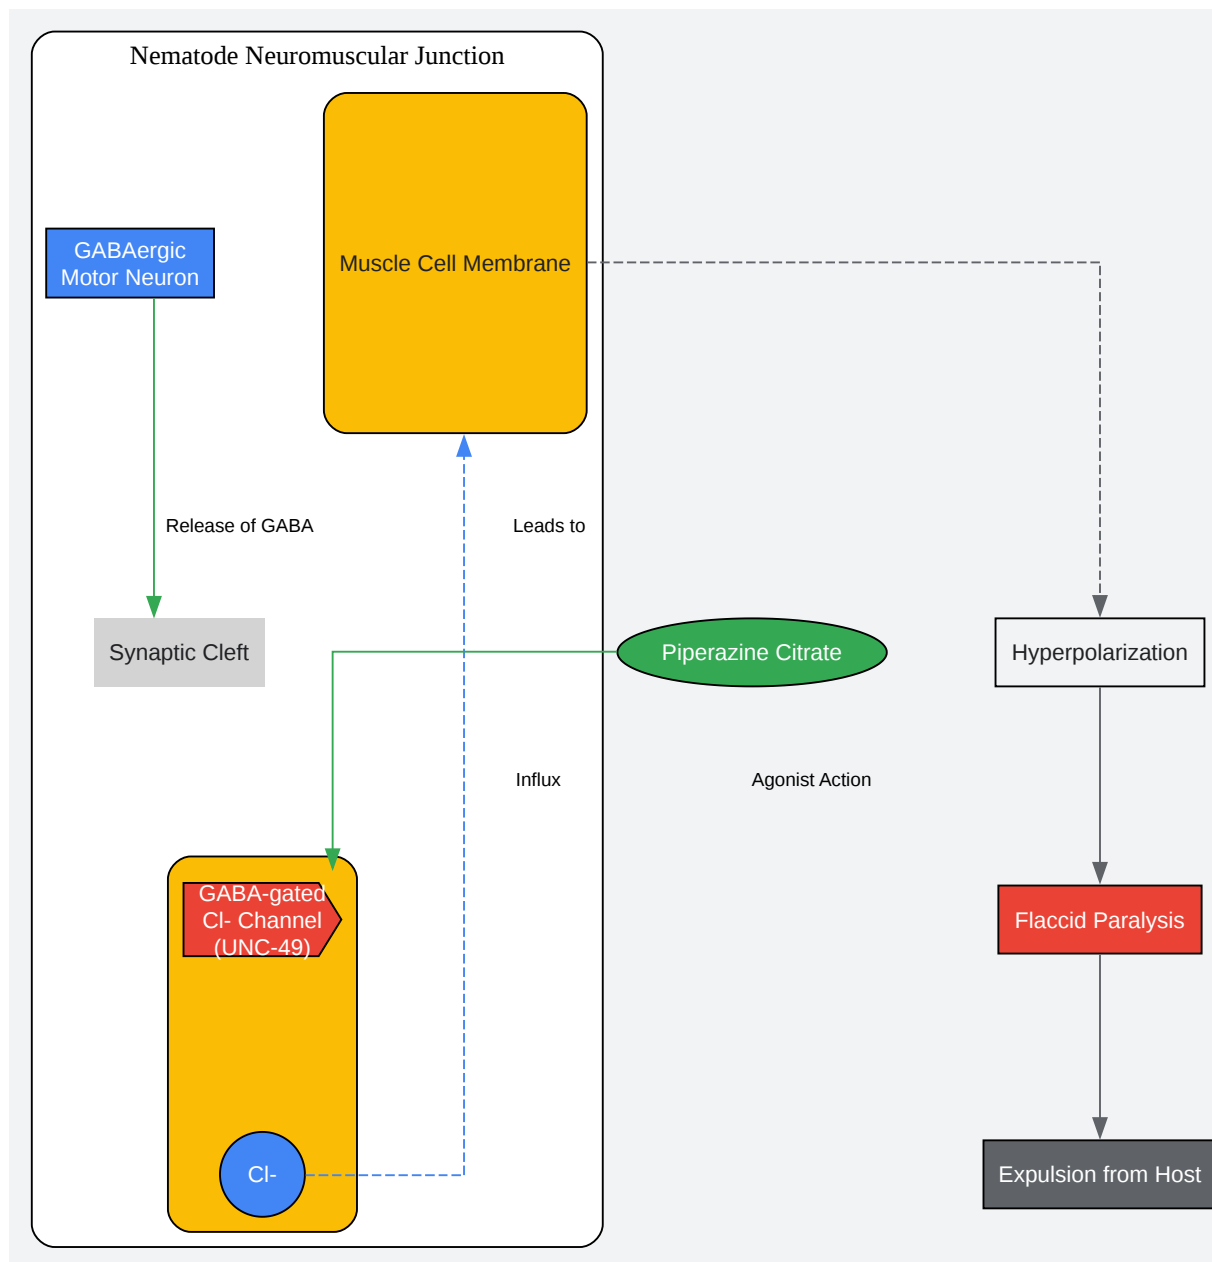 Nematode Neuromuscular Junction
GABAergic
Motor Neuron
Muscle Cell Membrane
Release of GABA
Leads to
Synaptic Cleft
Piperazine Citrate
Hyperpolarization
Influx
Agonist Action
GABA-gated
Cl- Channel
(UNC-49)
Flaccid Paralysis
Cl-
Expulsion from Host